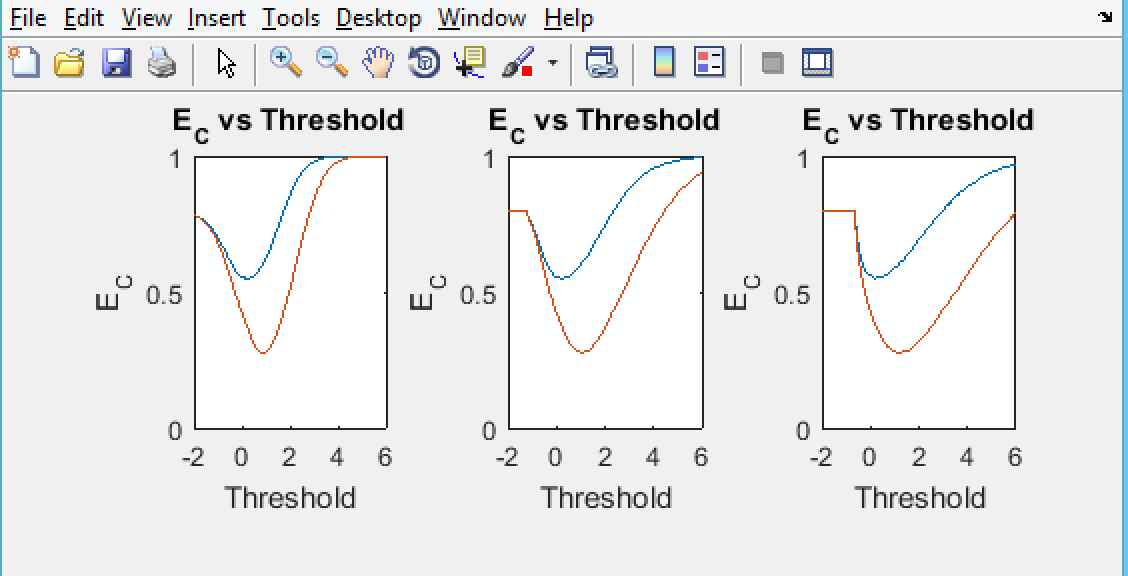 File Edit View Insert Tools Desktop Window Help
E_C vs Threshold E_C vs Threshold E_C vs Threshold
1 1 1
E_C 0.5 E_C 0.5 E_C 0.5
0 0 0
-2 0 2 4 6 -2 0 2 4 6 -2 0 2 4 6
Threshold Threshold Threshold